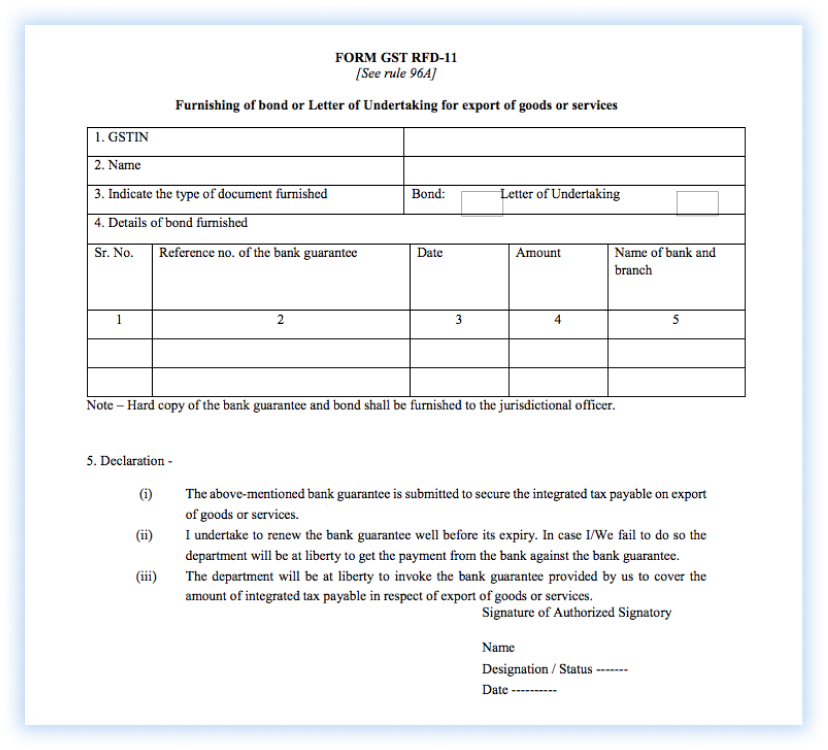 FORM GST RFD-11
[See rule 96A]
Furnishing of bond or Letter of Undertaking for export of goods or services
1. GSTIN
2. Name
3. Indicate the type of document furnished Bond: Letter of Undertaking
4. Details of bond furnished
Sr. No. Reference no. of the bank guarantee Date Amount Name of bank and
branch
1 2 3 4 5
Note – Hard copy of the bank guarantee and bond shall be furnished to the jurisdictional officer.
5. Declaration -
(i) The above-mentioned bank guarantee is submitted to secure the integrated tax payable on export
of goods or services.
(ii) I undertake to renew the bank guarantee well before its expiry. In case I/We fail to do so the
department will be at liberty to get the payment from the bank against the bank guarantee.
(iii) The department will be at liberty to invoke the bank guarantee provided by us to cover the
amount of integrated tax payable in respect of export of goods or services.
Signature of Authorized Signatory
Name
Designation / Status -------
Date ----------